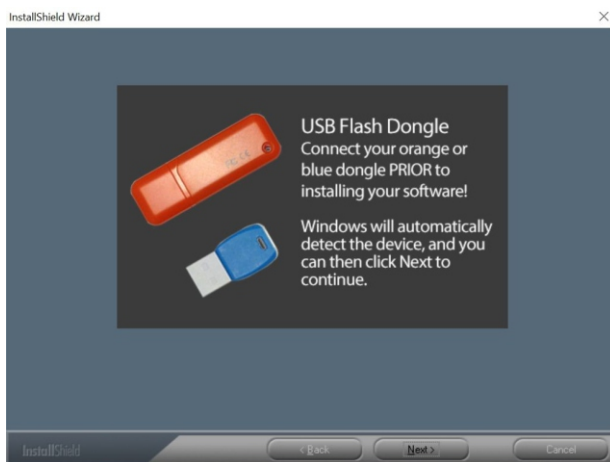 InstallShield Wizard
USB Flash Dongle
Connect your orange or
blue dongle PRIOR to
installing your software!
Windows will automatically
detect the device, and you
can then click Next to
continue.
InstallShield
< Back
Next >
Cancel